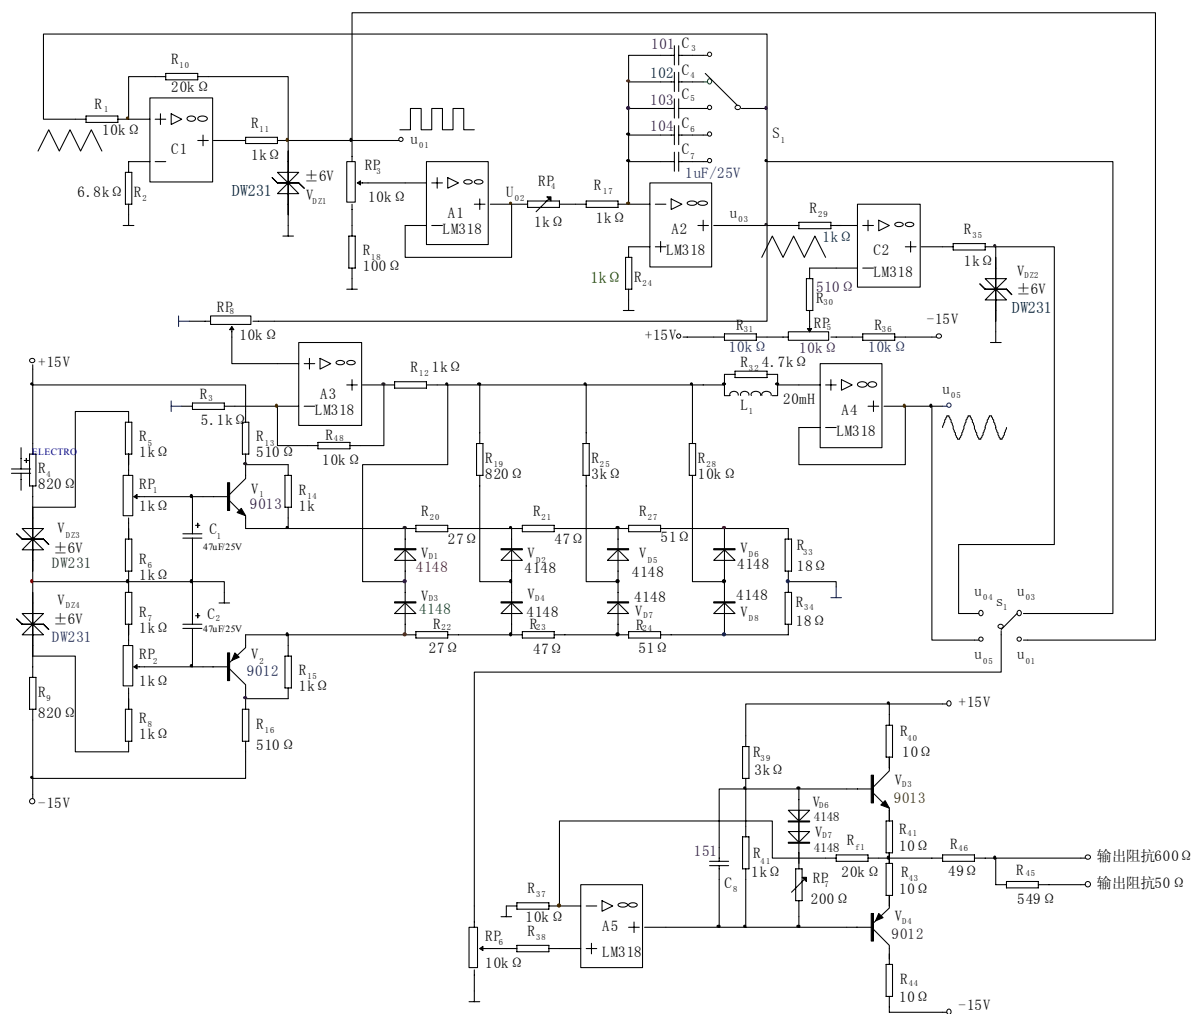 101 C3
102 C4
103 C5
104 C6
C7
1uF/25V
S1
R10
20kΩ
R1
10kΩ
C1
R11
1kΩ
u01
6.8kΩ R2
DW231
±6V
VDZ1
RP3
10kΩ
A1
LM318
U02
RP4
1kΩ
R17
1kΩ
A2
LM318
u03
R18
100Ω
1kΩ
R24
R29
1kΩ
C2
LM318
R35
1kΩ
VDZ2
±6V
DW231
510Ω
R30
RP8
10kΩ
+15V
R31
10kΩ
RP5
10kΩ
R36
10kΩ
-15V
+15V
R3
5.1kΩ
A3
LM318
R12 1kΩ
R48
10kΩ
R32 4.7kΩ
L1
20mH
A4
LM318
u05
ELECTRO
R4
820Ω
R5
1kΩ
R13
510Ω
RP1
1kΩ
V1
9013
R14
1k
R19
820Ω
R25
3kΩ
R28
10kΩ
VDZ3
±6V
DW231
R6
1kΩ
C1
47uF/25V
R20
27Ω
R21
47Ω
R27
51Ω
VD1
4148
VD2
4148
VD5
4148
VD6
4148
R33
18Ω
VDZ4
±6V
DW231
R7
1kΩ
C2
47uF/25V
VD3
4148
4148
VD4
4148
VD7
4148
VD8
R34
18Ω
R22
27Ω
R23
47Ω
R24
51Ω
RP2
1kΩ
V2
9012
R15
1kΩ
R9
820Ω
R8
1kΩ
R16
510Ω
-15V
u04
s1
u03
u05
u01
+15V
R39
3kΩ
R40
10Ω
VD3
9013
VD6
4148
VD7
4148
R41
10Ω
151
C8
R41
1kΩ
RP7
200Ω
Rf1
20kΩ
R46
49Ω
输出阻抗600Ω
R43
10Ω
R45
549Ω
输出阻抗50Ω
R37
10kΩ
A5
LM318
VD4
9012
RP6
10kΩ
R38
R44
10Ω
-15V